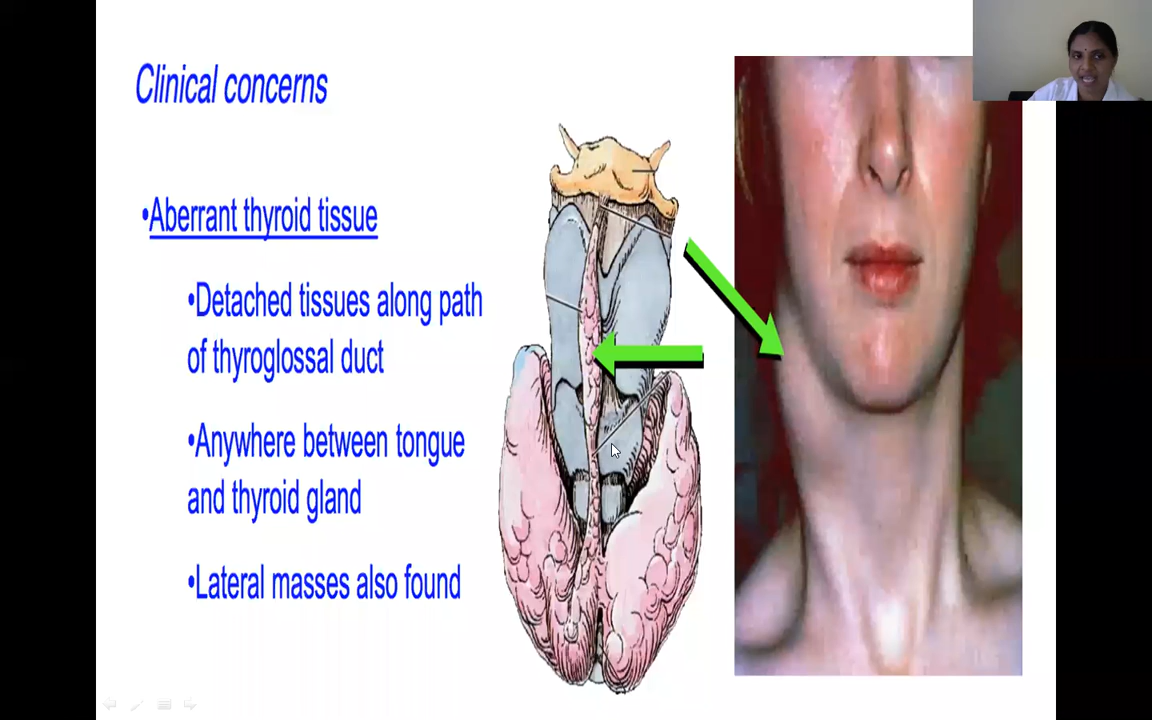 Clinical concerns
•Aberrant thyroid tissue
•Detached tissues along path
of thyroglossal duct
•Anywhere between tongue
and thyroid gland
•Lateral masses also found